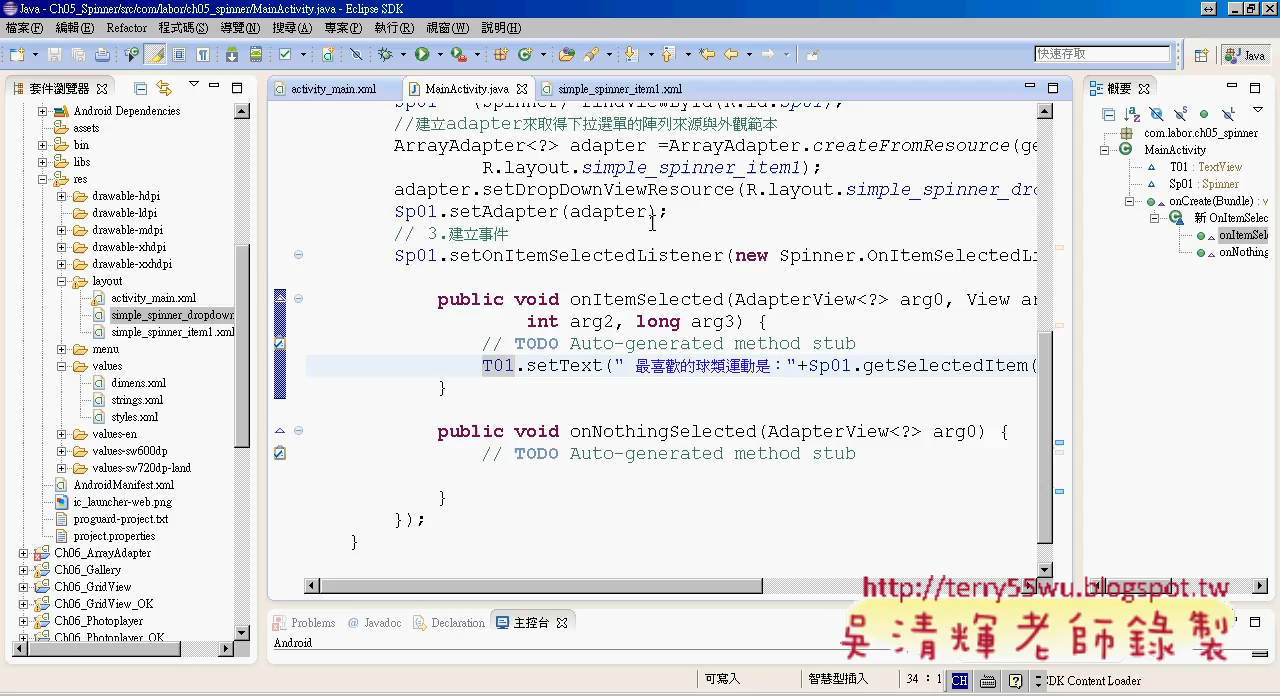 Java - Ch05_Spinner/src/com/labor/ch05_spinner/MainActivity.java - Eclipse SDK
檔案(F) 編輯(E) Refactor 程式碼(S) 導覽(N) 搜尋(A) 專案(P) 執行(R) 視窗(W) 說明(H)
快速存取
Java
套件瀏覽器
Android Dependencies
assets
bin
libs
res
drawable-hdpi
drawable-ldpi
drawable-mdpi
drawable-xhdpi
drawable-xxhdpi
layout
activity_main.xml
simple_spinner_dropdown
simple_spinner_item1.xml
menu
values
dimens.xml
strings.xml
styles.xml
values-en
values-sw600dp
values-sw720dp-land
AndroidManifest.xml
ic_launcher-web.png
proguard-project.txt
project.properties
Ch06_ArrayAdapter
Ch06_Gallery
Ch06_GridView
Ch06_GridView_OK
Ch06_Photoplayer
Ch06_Photoplayer_OK
activity_main.xml
MainActivity.java
simple_spinner_item1.xml
Sp01 = (Spinner) findViewById(R.id.Sp01);
//建立adapter來取得下拉選單的陣列來源與外觀範本
ArrayAdapter<?> adapter =ArrayAdapter.createFromResource(ge
R.layout.simple_spinner_item1);
adapter.setDropDownViewResource(R.layout.simple_spinner_dro
Sp01.setAdapter(adapter);
// 3.建立事件
Sp01.setOnItemSelectedListener(new Spinner.OnItemSelectedLi
public void onItemSelected(AdapterView<?> arg0, View ar
int arg2, long arg3) {
// TODO Auto-generated method stub
T01.setText(" 最喜歡的球類運動是："+Sp01.getSelectedItem(
}
public void onNothingSelected(AdapterView<?> arg0) {
// TODO Auto-generated method stub
}
});
}
概要
com.labor.ch05_spinner
MainActivity
T01 : TextView
Sp01 : Spinner
onCreate(Bundle) : v
新 OnItemSelec
onItemSel
onNothing
Problems
@ Javadoc
Declaration
主控台
Android
可寫入
智慧型插入
34 : 1
CH
DK Content Loader
http://terry55wu.blogspot.tw
吳清輝老師錄製